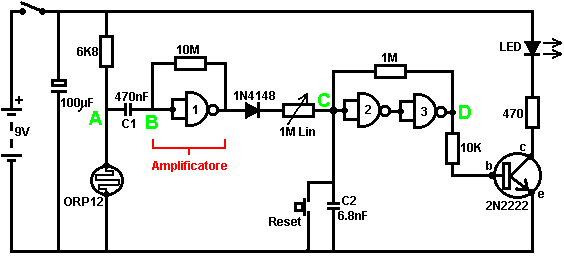 6K8
10M
1M
LED
+
9V
100µF
A
470nF
C1
B
1
1N4148
1M Lin
C
2
3
D
470
10K
Amplificatore
ORP12
Reset
C2
6.8nF
b
c
e
2N2222